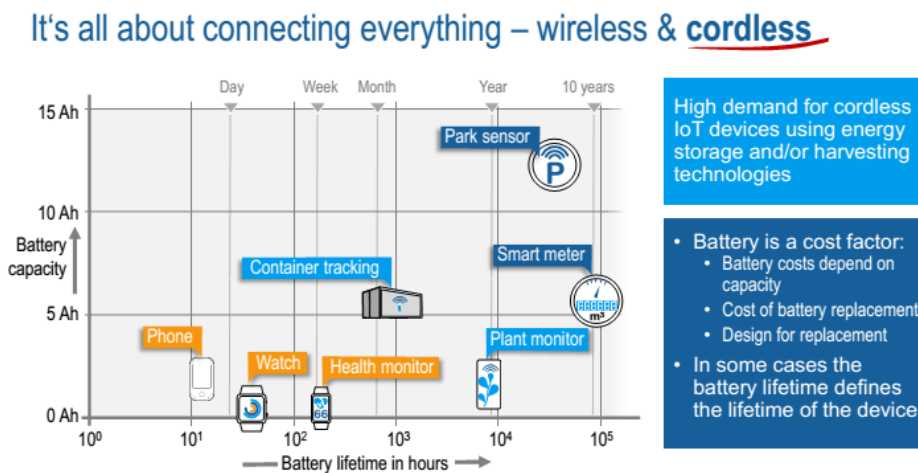 It's all about connecting everything – wireless & cordless
Day
Week
Month
Year
10 years
15 Ah
10 Ah
5 Ah
0 Ah
Battery
capacity
Park sensor
P
Container tracking
Smart meter
m³
Phone
Watch
Health monitor
66
Plant monitor
10⁰
10¹
10²
10³
10⁴
10⁵
Battery lifetime in hours
High demand for cordless
IoT devices using energy
storage and/or harvesting
technologies
• Battery is a cost factor:
• Battery costs depend on
capacity
• Cost of battery replacement
• Design for replacement
• In some cases the
battery lifetime defines
the lifetime of the device